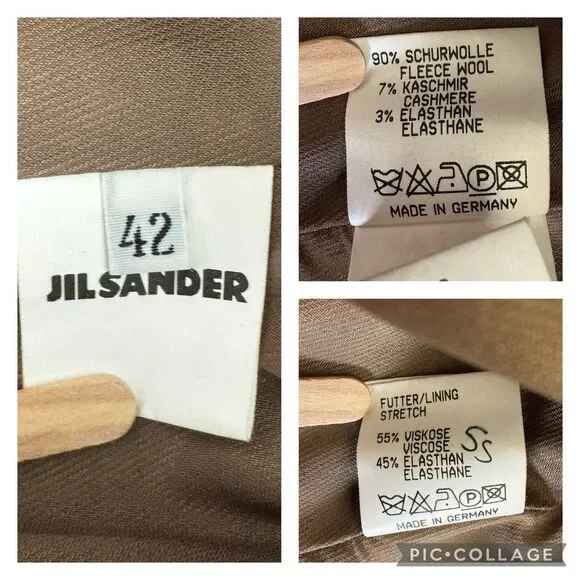 42
JILSANDER
90% SCHURWOLLE
FLEECE WOOL
7% KASCHMIR
CASHMERE
3% ELASTHAN
ELASTHANE
P
MADE IN GERMANY
FUTTER/LINING
STRETCH
55% VISKOSE
VISCOSE
45% ELASTHAN
ELASTHANE
SS
MADE IN GERMANY
PIC•COLLAGE